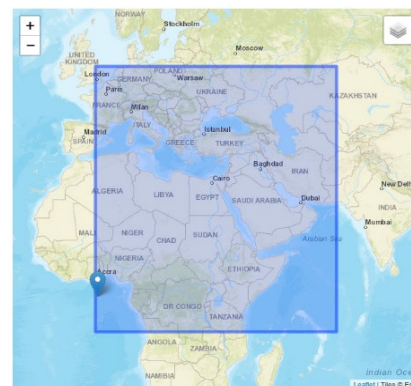 NORWAY
Stockholm
+
−
Moscow
UNITED
KINGDOM
London
POLAND
Warsaw
GERMANY
Paris
UKRAINE
KAZAKHSTAN
FRANCE
Milan
ITALY
Istanbul
Madrid
SPAIN
GREECE
TURKEY
Baghdad
IRAN
Cairo
New Delhi
ALGERIA
LIBYA
EGYPT
Dubai
SAUDI ARABIA
INDIA
Mumbai
MALI
NIGER
SUDAN
Arabian Sea
CHAD
Accra
NIGERIA
ETHIOPIA
DR CONGO
TANZANIA
ANGOLA
ZAMBIA
Indian Oc
NAMIBIA
Leaflet | Tiles © E